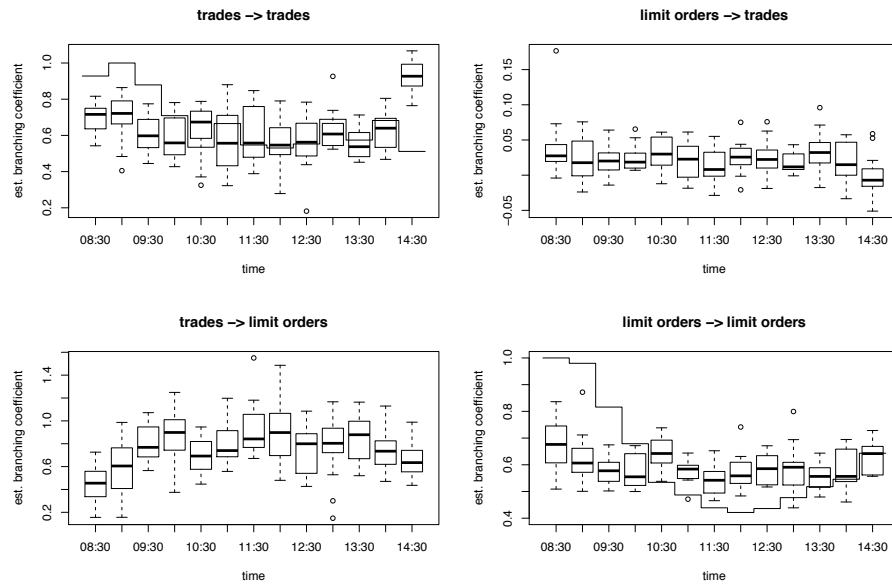 trades −> trades
est. branching coefficient
0.2 0.4 0.6 0.8 1.0
08:30 09:30 10:30 11:30 12:30 13:30 14:30
time
limit orders −> trades
est. branching coefficient
−0.05 0.05 0.15
08:30 09:30 10:30 11:30 12:30 13:30 14:30
time
trades −> limit orders
est. branching coefficient
0.2 0.6 1.0 1.4
08:30 09:30 10:30 11:30 12:30 13:30 14:30
time
limit orders −> limit orders
est. branching coefficient
0.4 0.6 0.8 1.0
08:30 09:30 10:30 11:30 12:30 13:30 14:30
time